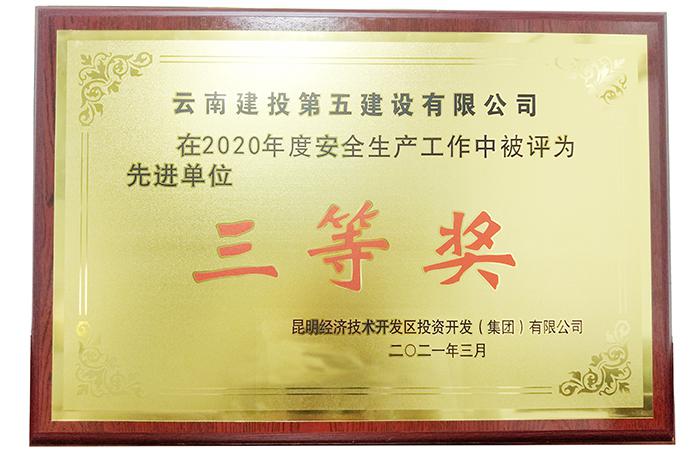 云南建投第五建设有限公司
在2020年度安全生产工作中被评为
先进单位
三等奖
昆明经济技术开发区投资开发（集团）有限公司
二〇二一年三月